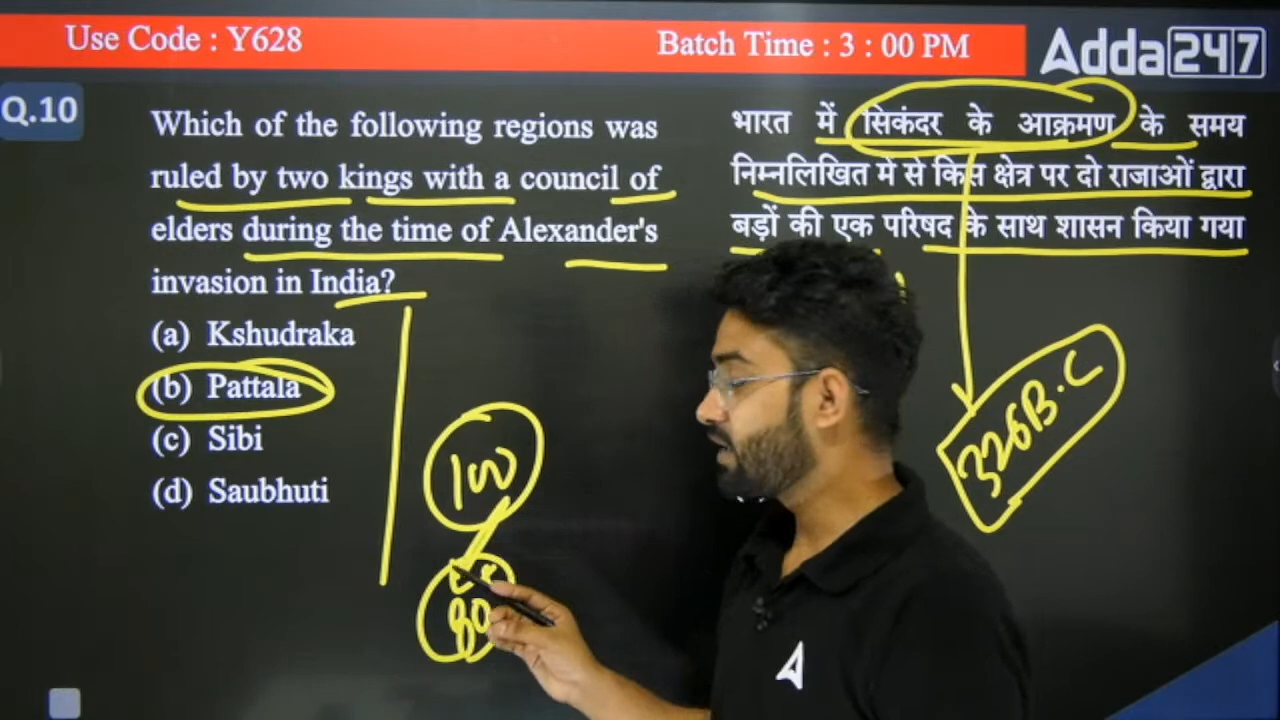 Use Code : Y628
Batch Time : 3 : 00 PM
Adda247
Q.10
Which of the following regions was
ruled by two kings with a council of
elders during the time of Alexander's
invasion in India?
(a) Kshudraka
(b) Pattala
(c) Sibi
(d) Saubhuti
भारत में सिकंदर के आक्रमण के समय
निम्नलिखित में से किस क्षेत्र पर दो राजाओं द्वारा
बड़ों की एक परिषद के साथ शासन किया गया
326 B.C
100
80